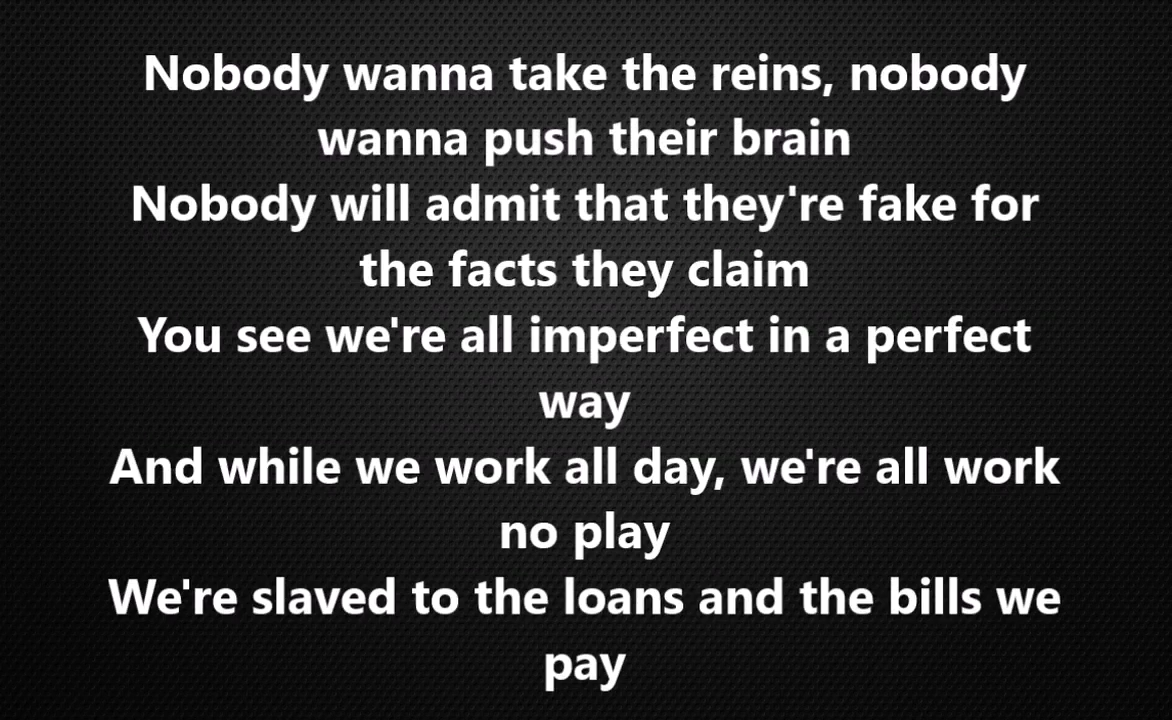 Nobody wanna take the reins, nobody
wanna push their brain
Nobody will admit that they're fake for
the facts they claim
You see we're all imperfect in a perfect
way
And while we work all day, we're all work
no play
We're slaved to the loans and the bills we
pay